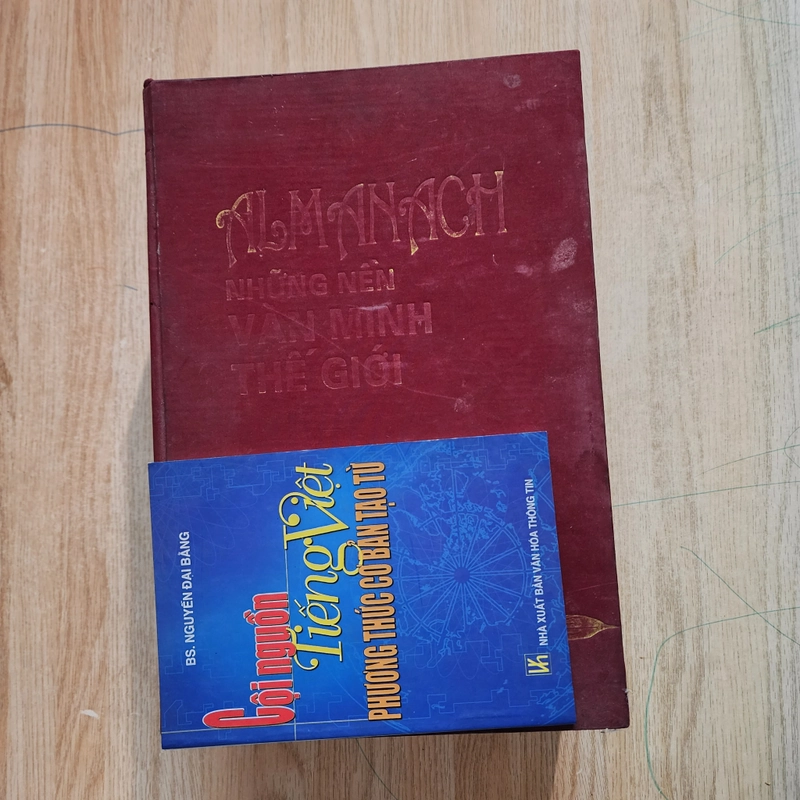 ALMANACH
NHỮNG NỀN
VĂN MINH
THẾ GIỚI
BS. NGUYỄN ĐẠI BẰNG
Cội nguồn
Tiếng Việt
PHƯƠNG THỨC CƠ BẢN TẠO TỪ
NHÀ XUẤT BẢN VĂN HÓA THÔNG TIN